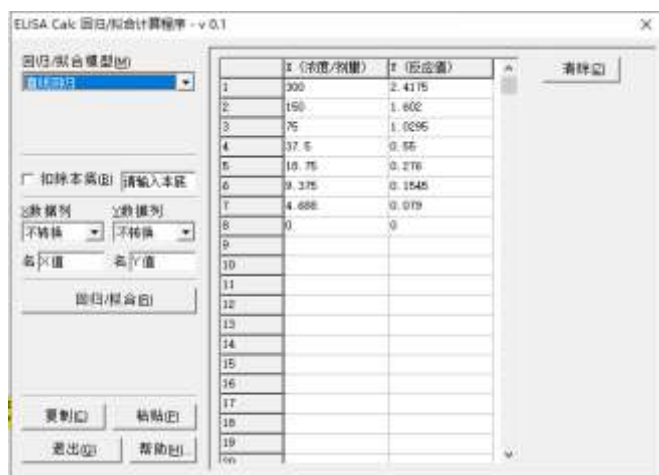 ELISA Calc 回归/拟合计算程序 - v 0.1
回归/拟合模型(M)
直线回归
扣除本底(B) 请输入本底
X数据列 Y数据列
不转换 不转换
名 X值 名 Y值
回归/拟合(R)
复制(C) 粘贴(P)
退出(Q) 帮助(H)
X (浓度/剂量) Y (反应值)
1 300 2.4175
2 150 1.602
3 75 1.0295
4 37.5 0.55
5 18.75 0.276
6 9.375 0.1545
7 4.688 0.079
8 0 0
9
10
11
12
13
14
15
16
17
18
19
20
清除(Z)